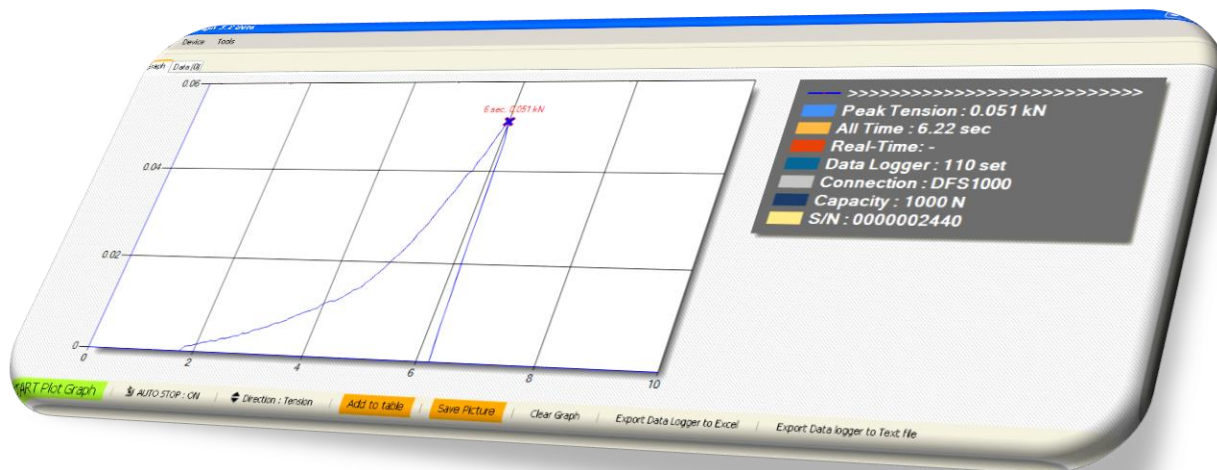 Device Tools
Graph Data (0)
0.06
0.04
0.02
0
0 2 4 6 8 10
6 sec, 0.051 kN
>>>>>>>>>>>>>>>>>>>>>>>>>>>>
Peak Tension : 0.051 kN
All Time : 6.22 sec
Real-Time: -
Data Logger : 110 set
Connection : DFS1000
Capacity : 1000 N
S/N : 0000002440
Plot Graph AUTO STOP : ON Direction : Tension Add to table Save Picture Clear Graph Export Data Logger to Excel Export Data logger to Text file